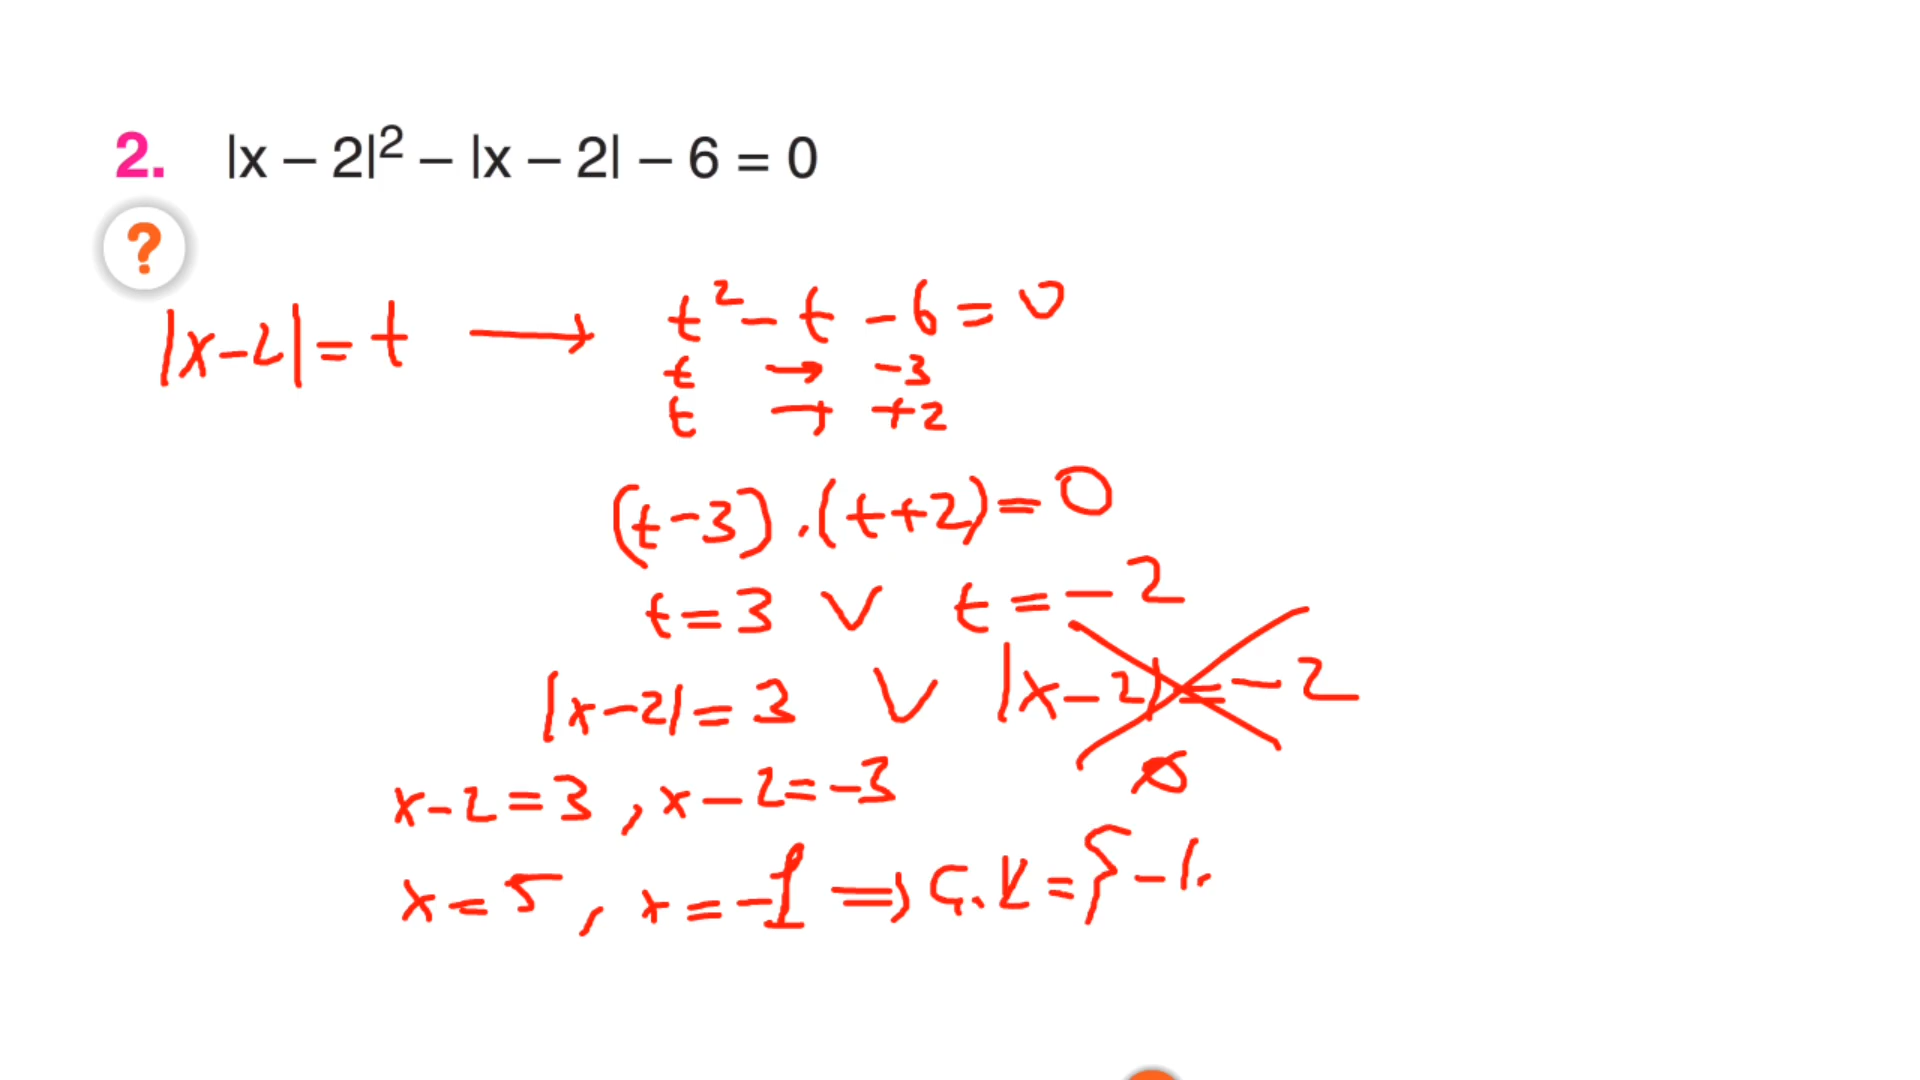 2. |x – 2|² – |x – 2| – 6 = 0
?
|x-2| = t → t² - t - 6 = 0
t → -3
t → +2
(t-3).(t+2)=0
t=3 ∨ t=-2
|x-2|=3 ∨ |x-2|=-2
x-2=3, x-2=-3 ∅
x=5, x=-1 ⇒ Ç.K={-1,